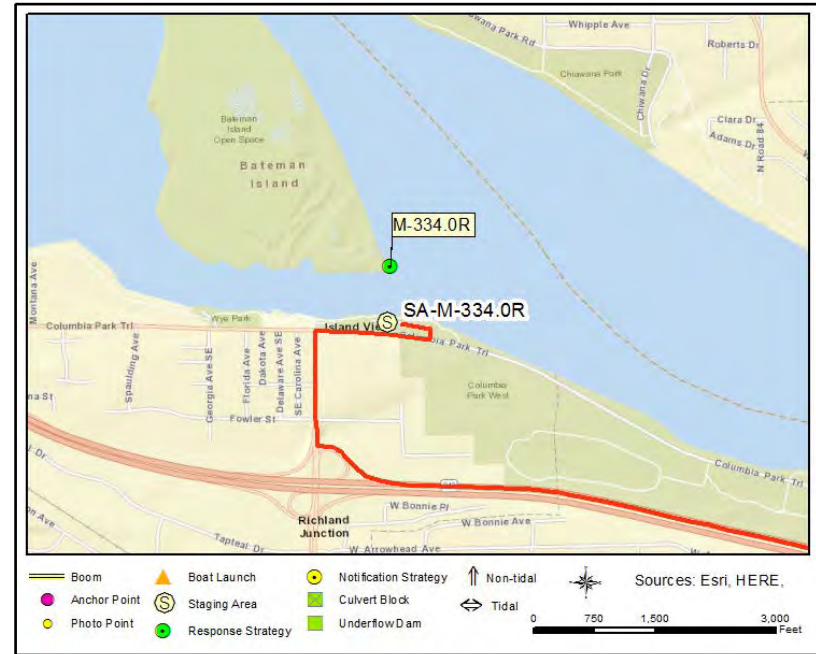 Whipple Ave
Roberts Dr
Chiawana Park
Chiawana Dr
Clara Dr
Adams Dr
N Road 84
Bateman
Island
Open Space
Bateman
Island
M-334.0R
SA-M-334.0R
Montana Ave
Wye Park
Columbia Park Trl
Columbia Park Trl
Spaulding Ave
Georgia Ave SE
Florida Ave
Dakota Ave
Delaware Ave SE
SE Carolina Ave
Columbia
Park West
Fowler St
Columbia Park Trl
W Bonnie Pl
Richland
Junction
W Bonnie Ave
Tapteal Dr
W Arrowhead Ave
Boom
Boat Launch
Notification Strategy
Non-tidal
Sources: Esri, HERE,
Anchor Point
S Staging Area
Culvert Block
Tidal
Photo Point
Response Strategy
Underflow Dam
0 750 1,500 3,000
Feet